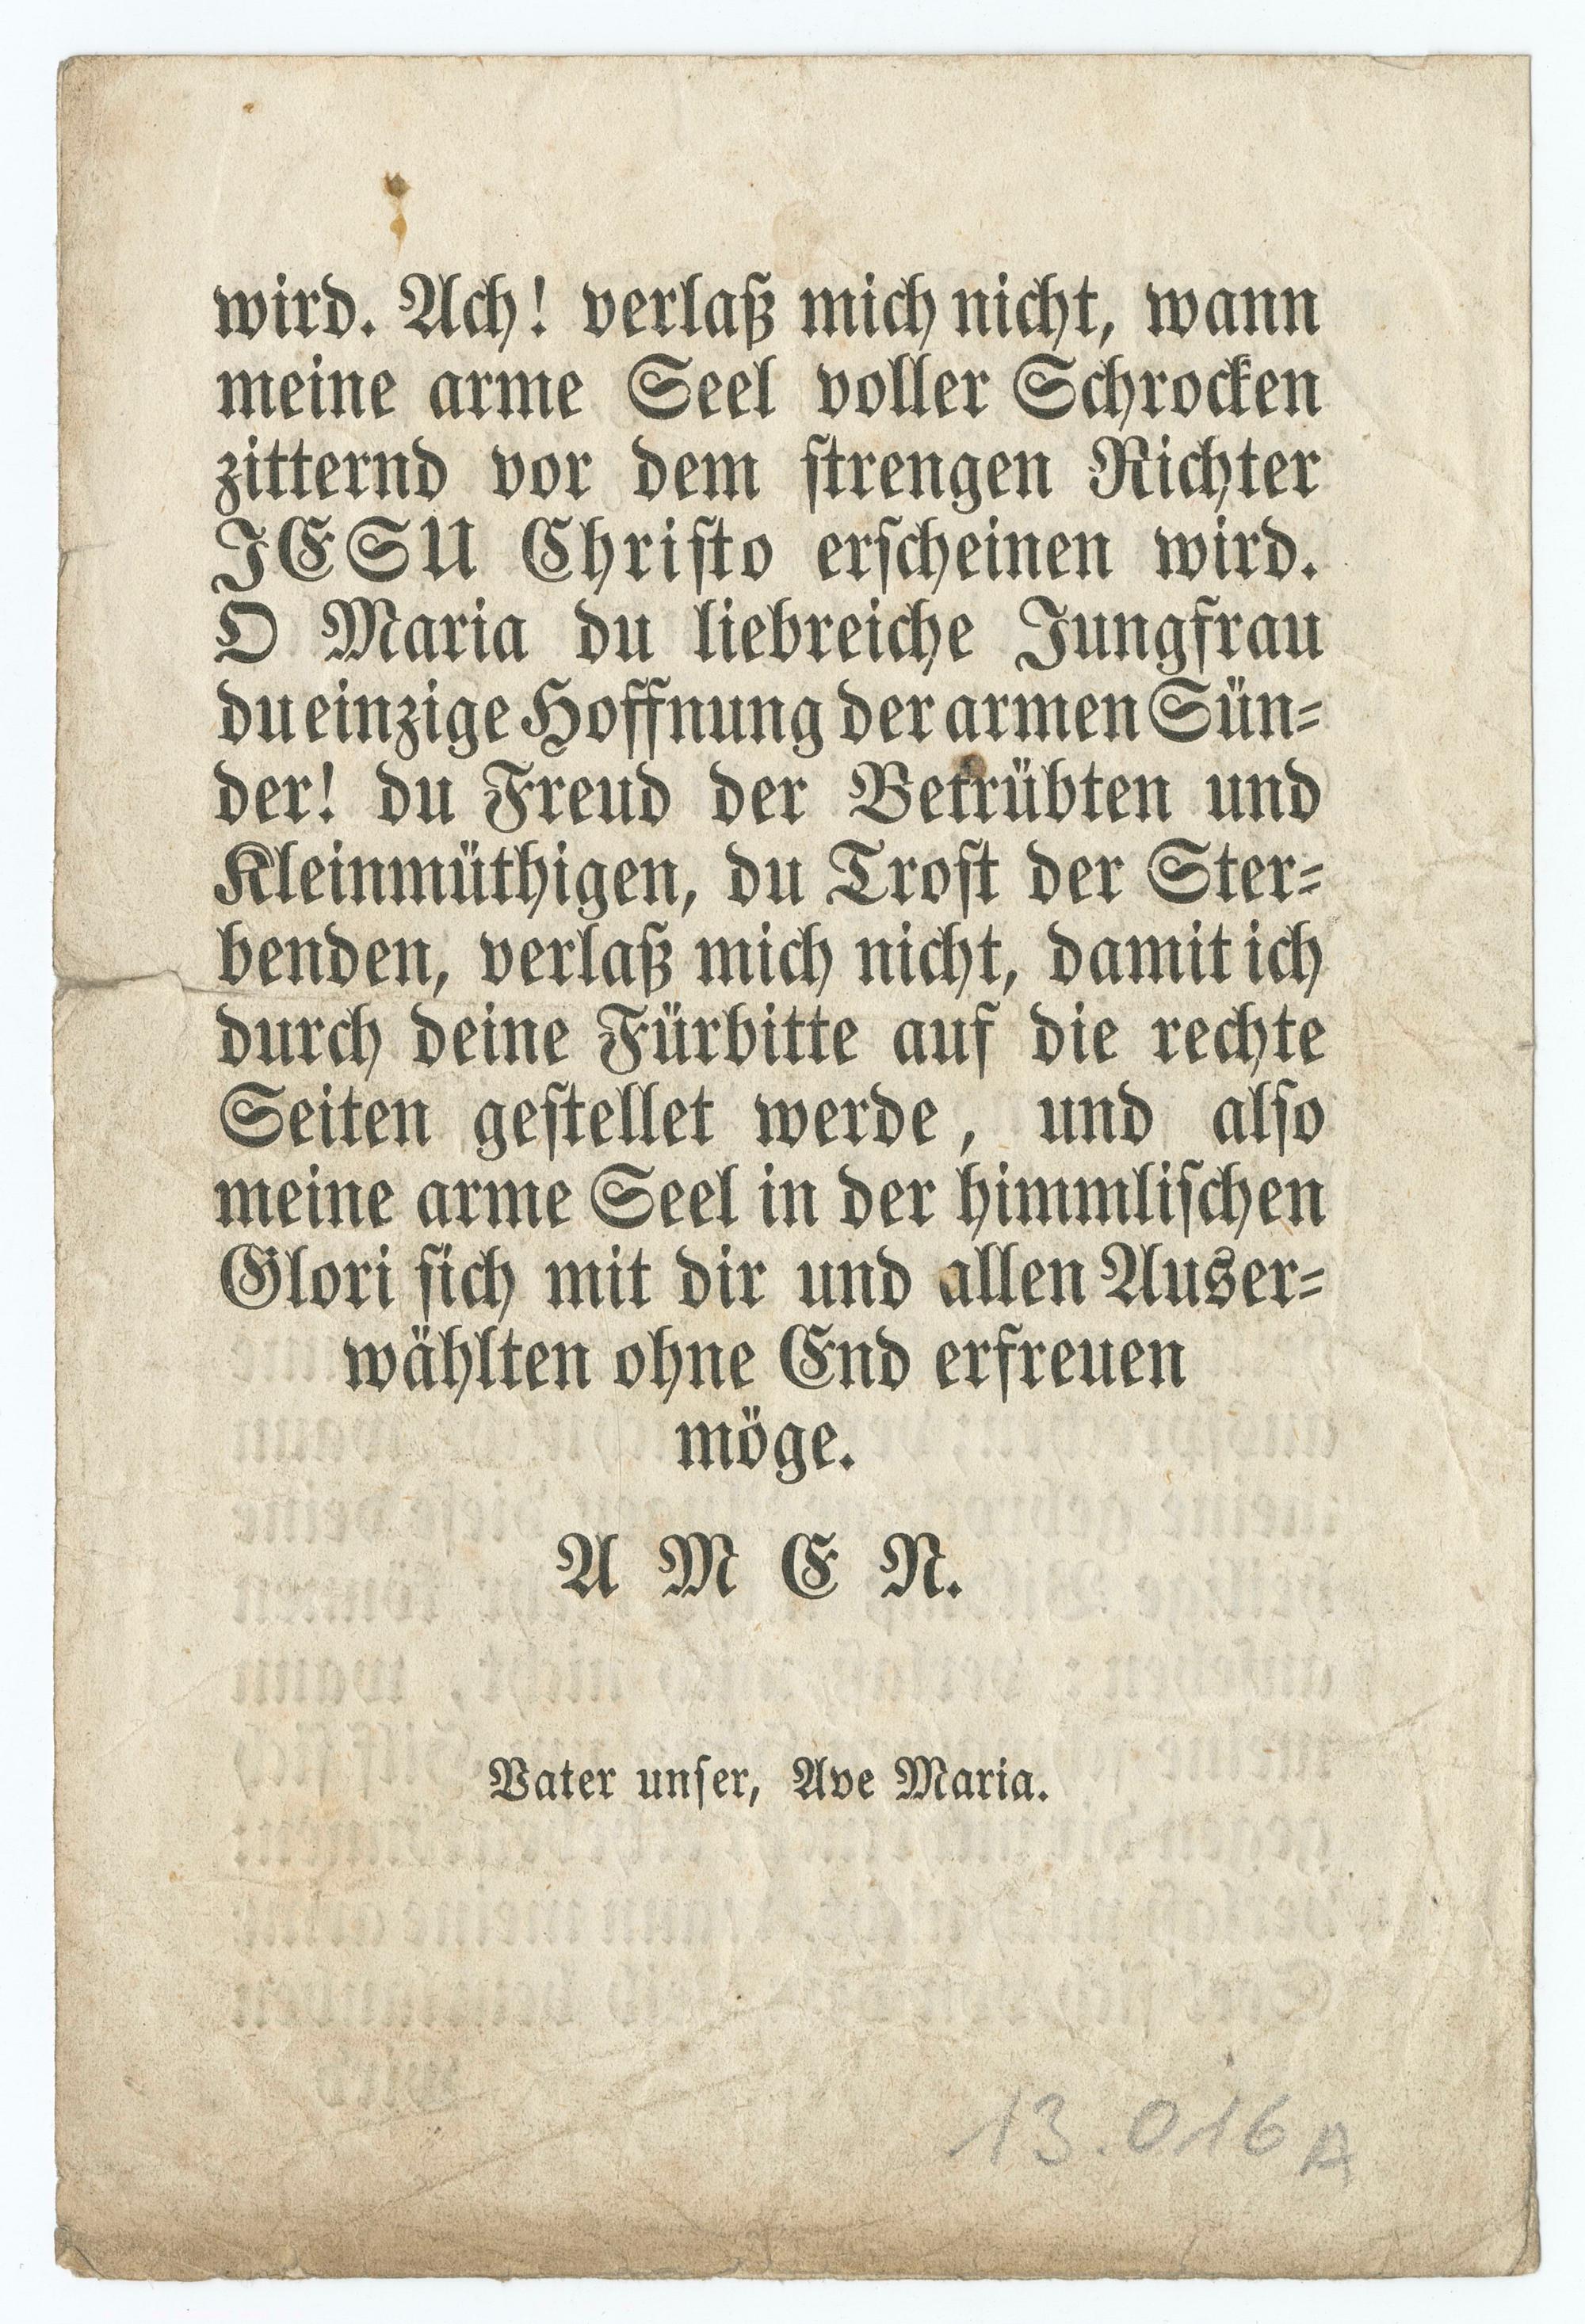 wird. Ach! verlaß mich nicht, wann
meine arme Seel voller Schrocken
zitternd vor dem strengen Richter
JESU Christo erscheinen wird.
O Maria du liebreiche Jungfrau
du einzige Hoffnung der armen Sün-
der! du Freud der Betrübten und
Kleinmüthigen, du Trost der Ster-
benden, verlaß mich nicht, damit ich
durch deine Fürbitte auf die rechte
Seiten gestellet werde, und also
meine arme Seel in der himmlischen
Glori sich mit dir und allen Auser-
wählten ohne End erfreuen
möge.
A M E N.
Vater unser, Ave Maria.
13.016 A